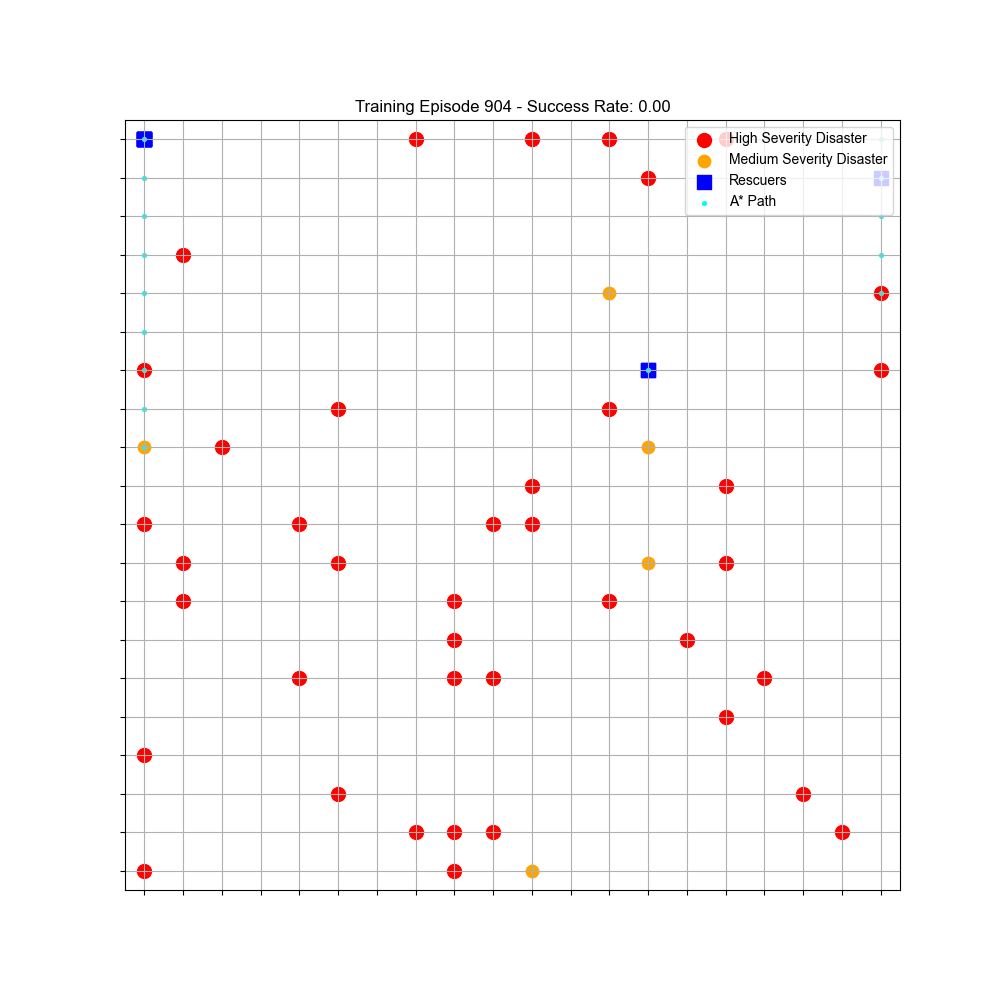 Training Episode 904 - Success Rate: 0.00
High Severity Disaster
Medium Severity Disaster
Rescuers
A* Path